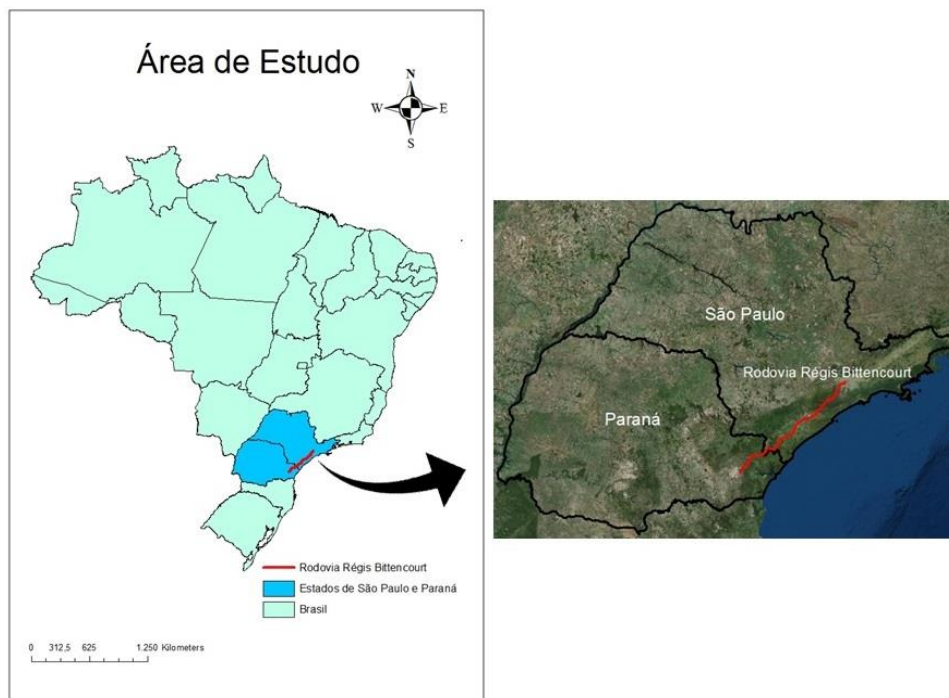 Área de Estudo
N
W E
S
Rodovia Régis Bittencourt
Estados de São Paulo e Paraná
Brasil
0 312,5 625 1.250 Kilometers
São Paulo
Rodovia Régis Bittencourt
Paraná